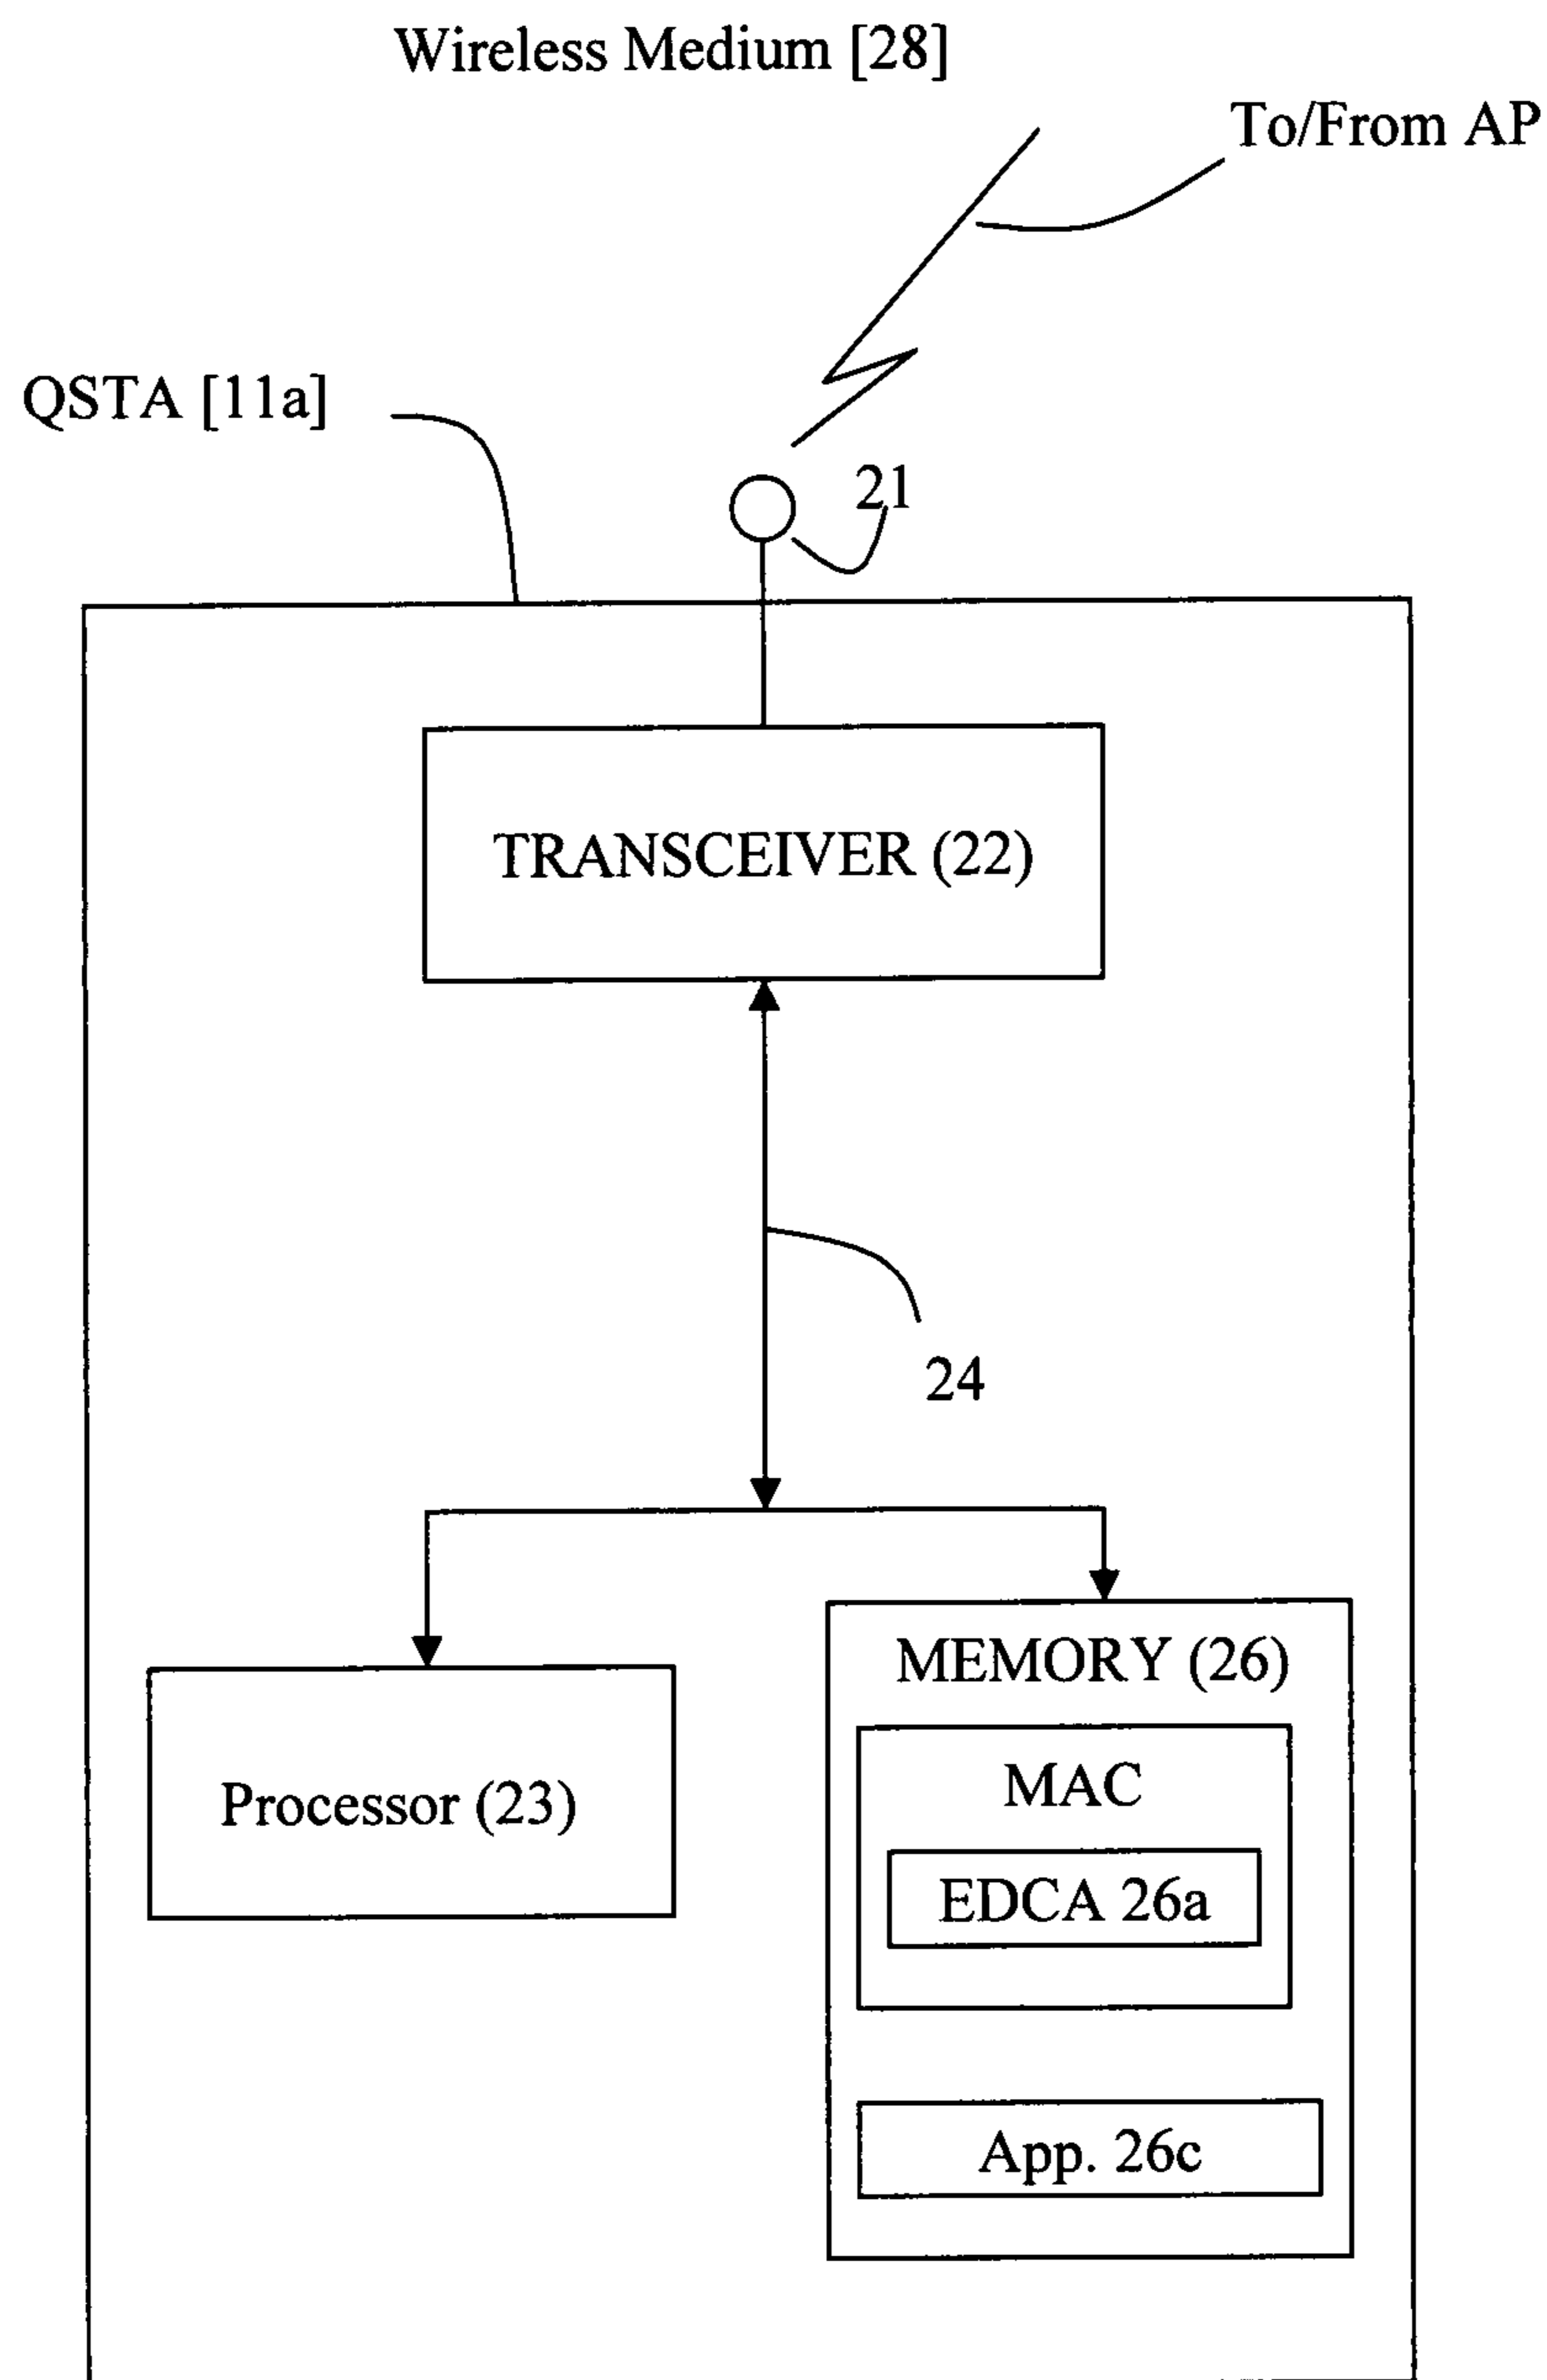 Wireless Medium [28]
To/From AP
QSTA [11a]
21
TRANSCEIVER (22)
24
MEMORY (26)
MAC
Processor (23)
EDCA 26a
App. 26c